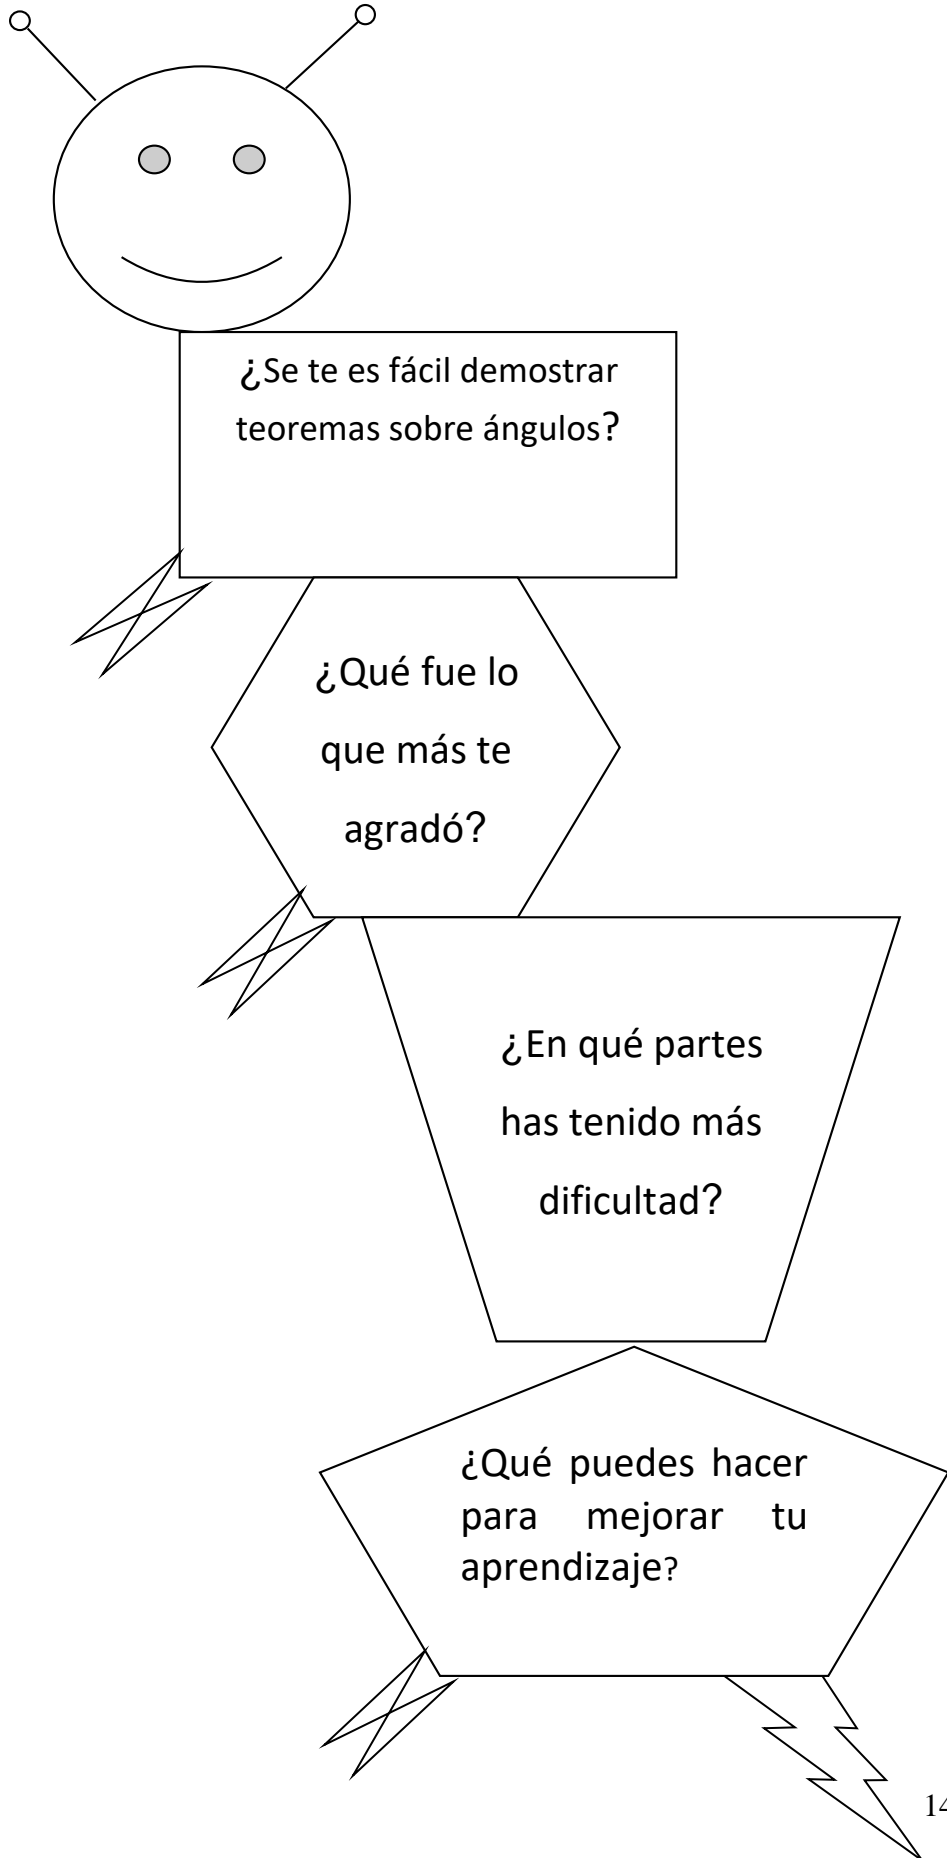 ¿Se te es fácil demostrar
teoremas sobre ángulos?
¿Qué fue lo
que más te
agradó?
¿En qué partes
has tenido más
dificultad?
¿Qué puedes hacer
para mejorar tu
aprendizaje?
14